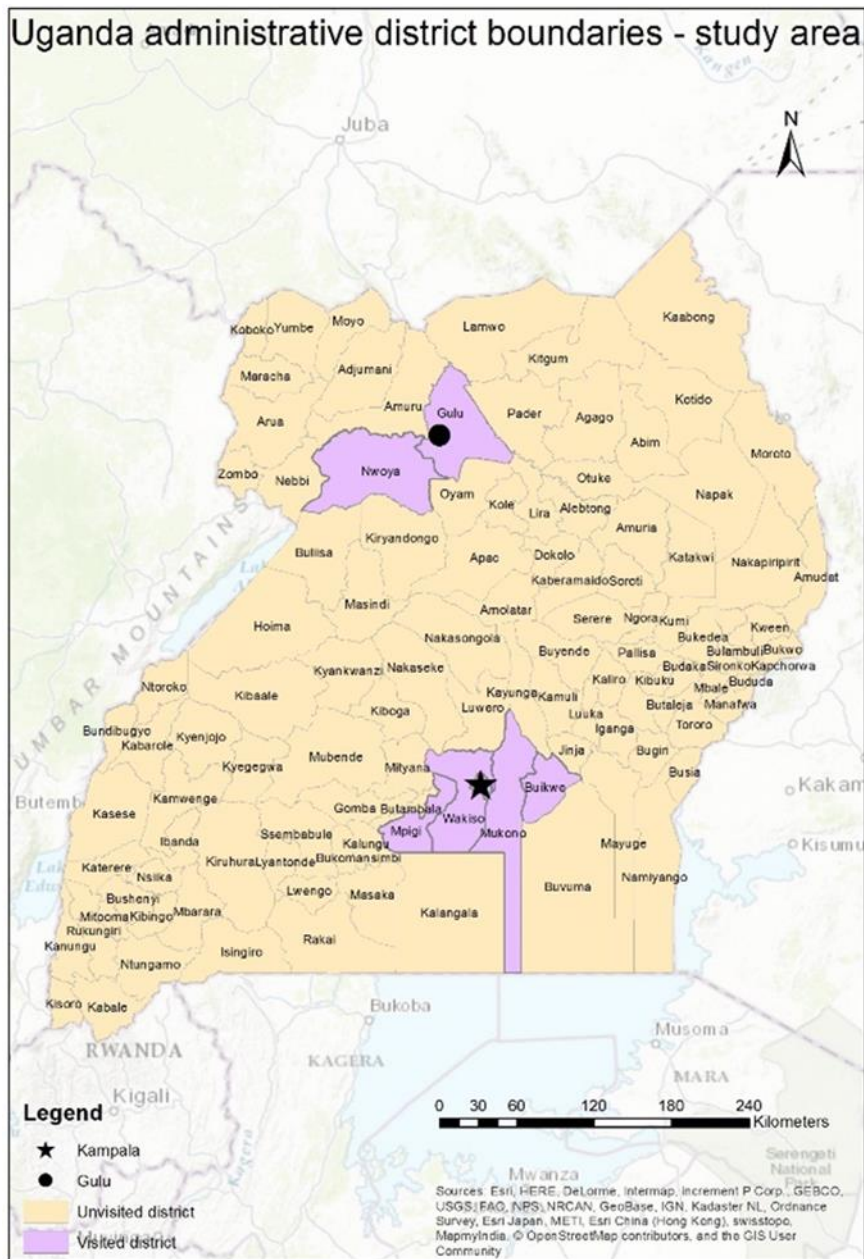 Uganda administrative district boundaries - study area
Juba
N
Kaabong
Koboko Yumbe Moyo
Lamwo
Kitgum
Maracha
Adjumani
Kotido
Arua
Amuru
Gulu
Pader
Agago
Abim
Moroto
Zombo
Nebbi
Nwoya
Oyam
Otuke
Napak
Kole
Lira
Alebtong
Amuria
Kiryandongo
Buliisa
Apac
Dokolo
Katakwi
Nakapiripirit
Amudat
Kaberamaido Soroti
Masindi
Amolatar
Hoima
Serere
Ngora Kumi
Kween
Nakasongola
Bukedea
Buyende
Pallisa
Bulambuli Bukwo
Kyankwanzi
Nakaseke
Budaka Sironko Kapchorwa
Ntoroko
Kibaale
Kayunga Kamuli
Kaliro
Kibuku
Mbale
Bududa
Kiboga
Luwero
Luuka
Butaleja
Manafwa
Bundibugyo
Kabarole
Kyenjojo
Iganga
Tororo
Mubende
Jinja
Bugin
Kyegegwa
Mityana
Busia
UMBAR MOUNTAINS
Butemb
Kasese
Kamwenge
Gomba Butambala
Buikwe
Kakam
Mpigi
Wakiso
Mukono
Ibanda
Ssembabule
Kalungu
Mayuge
Kisumu
Katerere
Nsiika
Kiruhura Lyantonde
Bukomansimbi
Namiyango
Bushenyi
Lwengo
Masaka
Buvuma
Mitooma Kibingo
Mbarara
Kalangala
Rukungiri
Kanungu
Isingiro
Rakai
Ntungamo
Kisoro
Kabale
Bukoba
RWANDA
KAGERA
Musoma
Kigali
MARA
Legend
Kampala
Gulu
Unvisited district
Visited district
0 30 60 120 180 240
Kilometers
Kagera
Mwanza
Serengeti
National
Park
Sources: Esri, HERE, DeLorme, Intermap, increment P Corp., GEBCO,
USGS, FAO, NPS, NRCAN, GeoBase, IGN, Kadaster NL, Ordnance
Survey, Esri Japan, METI, Esri China (Hong Kong), swisstopo,
MapmyIndia, © OpenStreetMap contributors, and the GIS User
Community